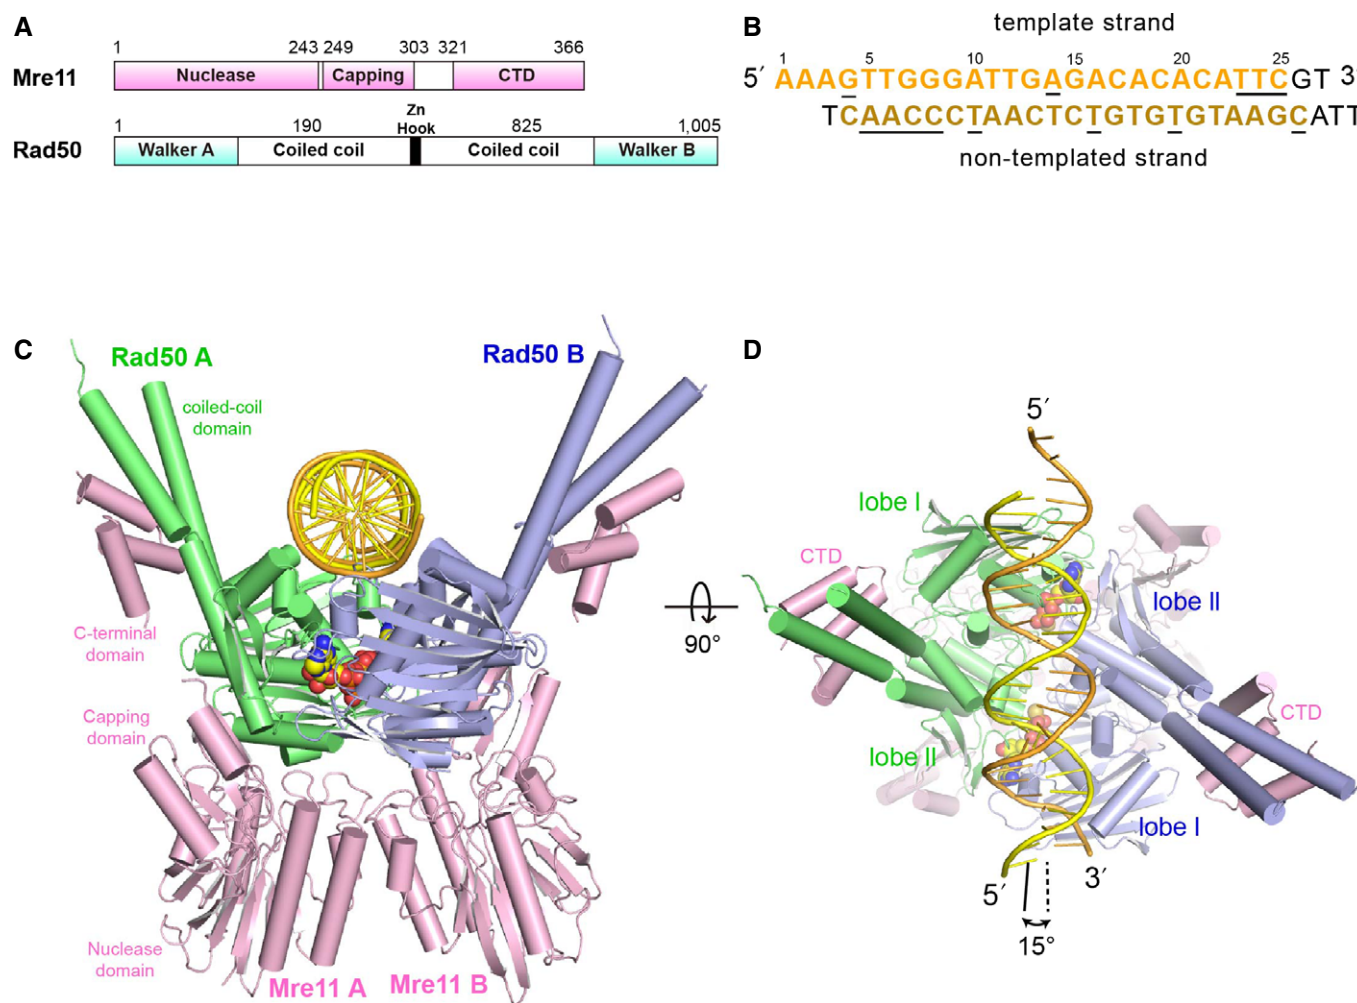 A
1 243 249 303 321 366
Mre11 Nuclease Capping CTD
Zn
Hook
1 190 825 1,005
Rad50 Walker A Coiled coil Coiled coil Walker B
B
template strand
1 5 10 15 20 25
5′ AAAGTTGGGATTGAGACACACATTCGT 3
TCAACCCTAACTCTGTGTGTAAGCATT
non-templated strand
C
Rad50 A
Rad50 B
coiled-coil
domain
C-terminal
domain
Capping
domain
Nuclease
domain
Mre11 A
Mre11 B
90°
D
5′
lobe I
CTD
lobe II
CTD
lobe II
lobe I
5′
3′
15°